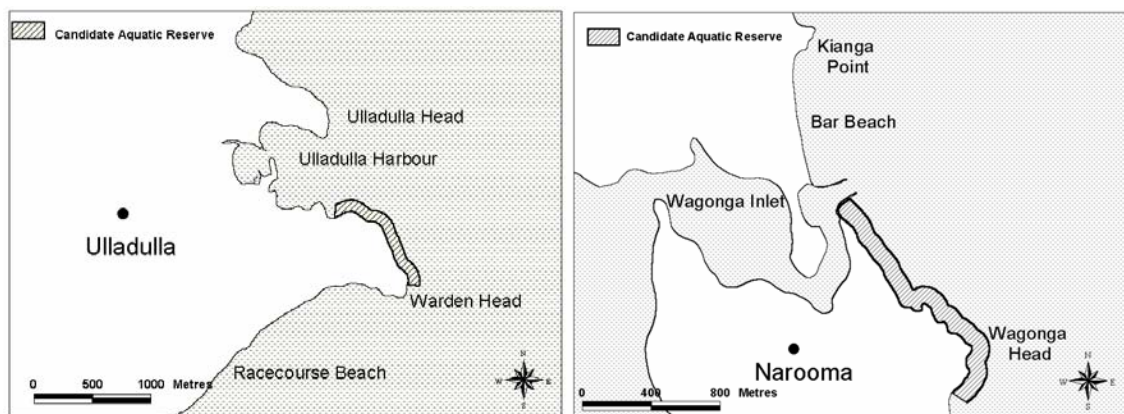 Candidate Aquatic Reserve
Ulladulla Head
Ulladulla Harbour
Ulladulla
Warden Head
Racecourse Beach
0 500 1000 Metres
N
W E
S
Candidate Aquatic Reserve
Kianga
Point
Bar Beach
Wagonga Inlet
Wagonga
Head
Narooma
0 400 800 Metres
N
W E
S